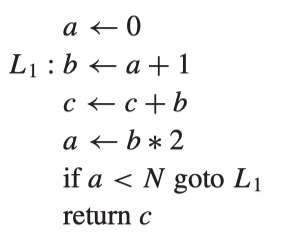 a ← 0
L₁ : b ← a + 1
c ← c + b
a ← b * 2
if a < N goto L₁
return c